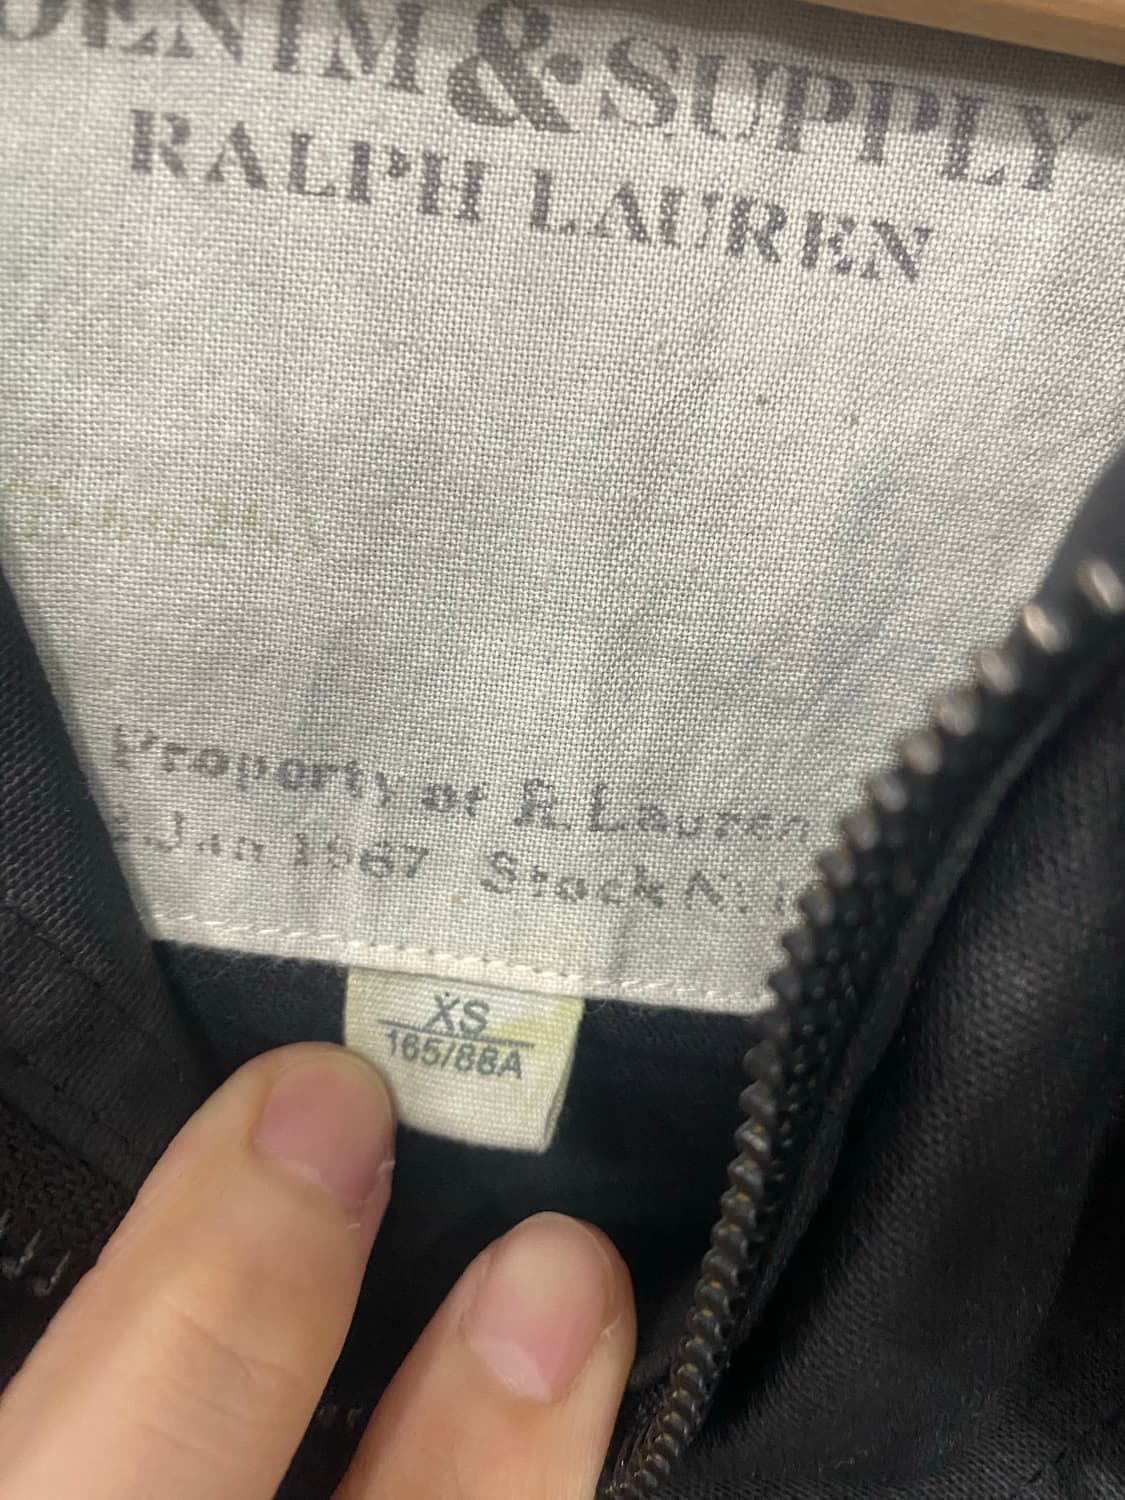 DENIM & SUPPLY
RALPH LAUREN
Property of R. Lauren
Jan 1967 Stock
XS
165/88A